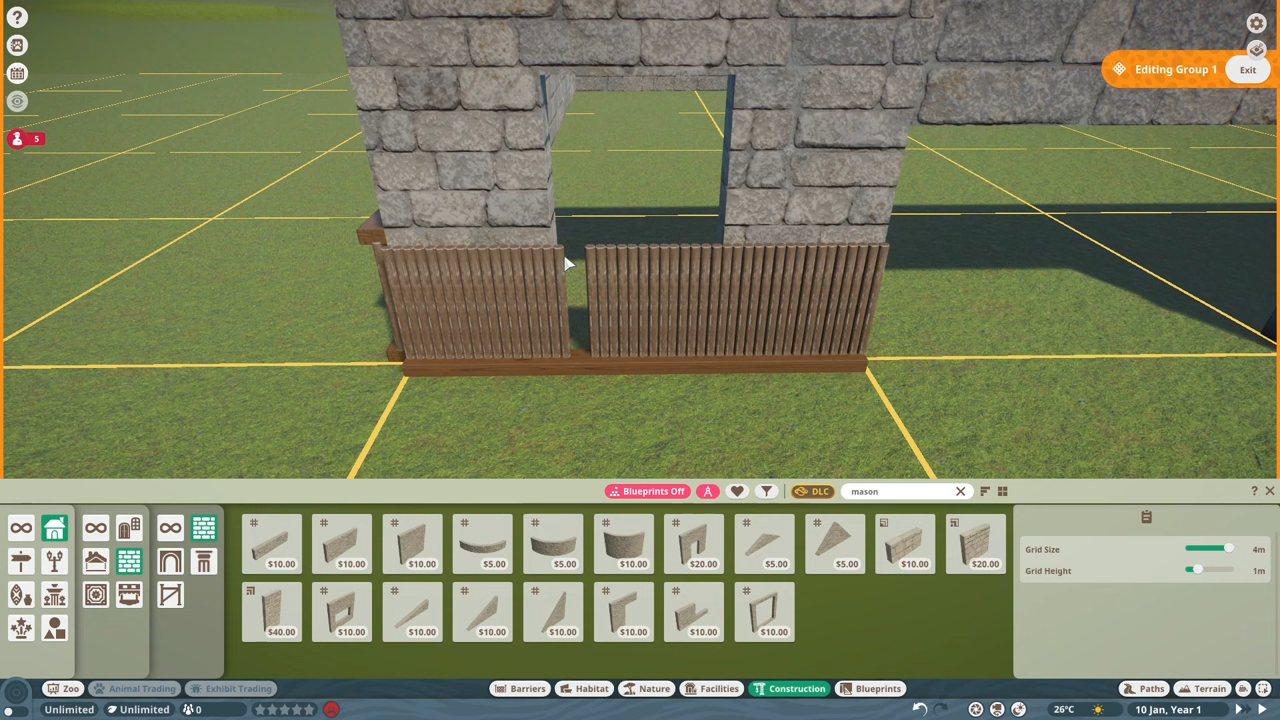 ?
Editing Group 1
Exit
5
Blueprints Off
DLC
mason
?
$10.00
$10.00
$10.00
$5.00
$5.00
$10.00
$20.00
$5.00
$5.00
$10.00
$20.00
Grid Size
4m
Grid Height
1m
$40.00
$10.00
$10.00
$10.00
$10.00
$10.00
$10.00
$10.00
Zoo
Animal Trading
Exhibit Trading
Barriers
Habitat
Nature
Facilities
Construction
Blueprints
Paths
Terrain
Unlimited
Unlimited
0
26°C
10 Jan, Year 1